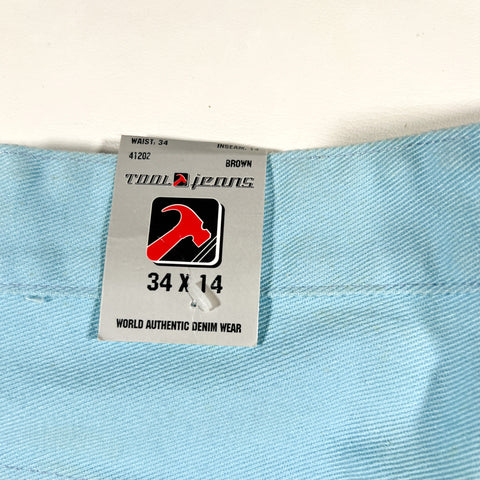 WAIST: 34 INSEAM: 14
41202 BROWN
TOOL jeans
34 X 14
WORLD AUTHENTIC DENIM WEAR